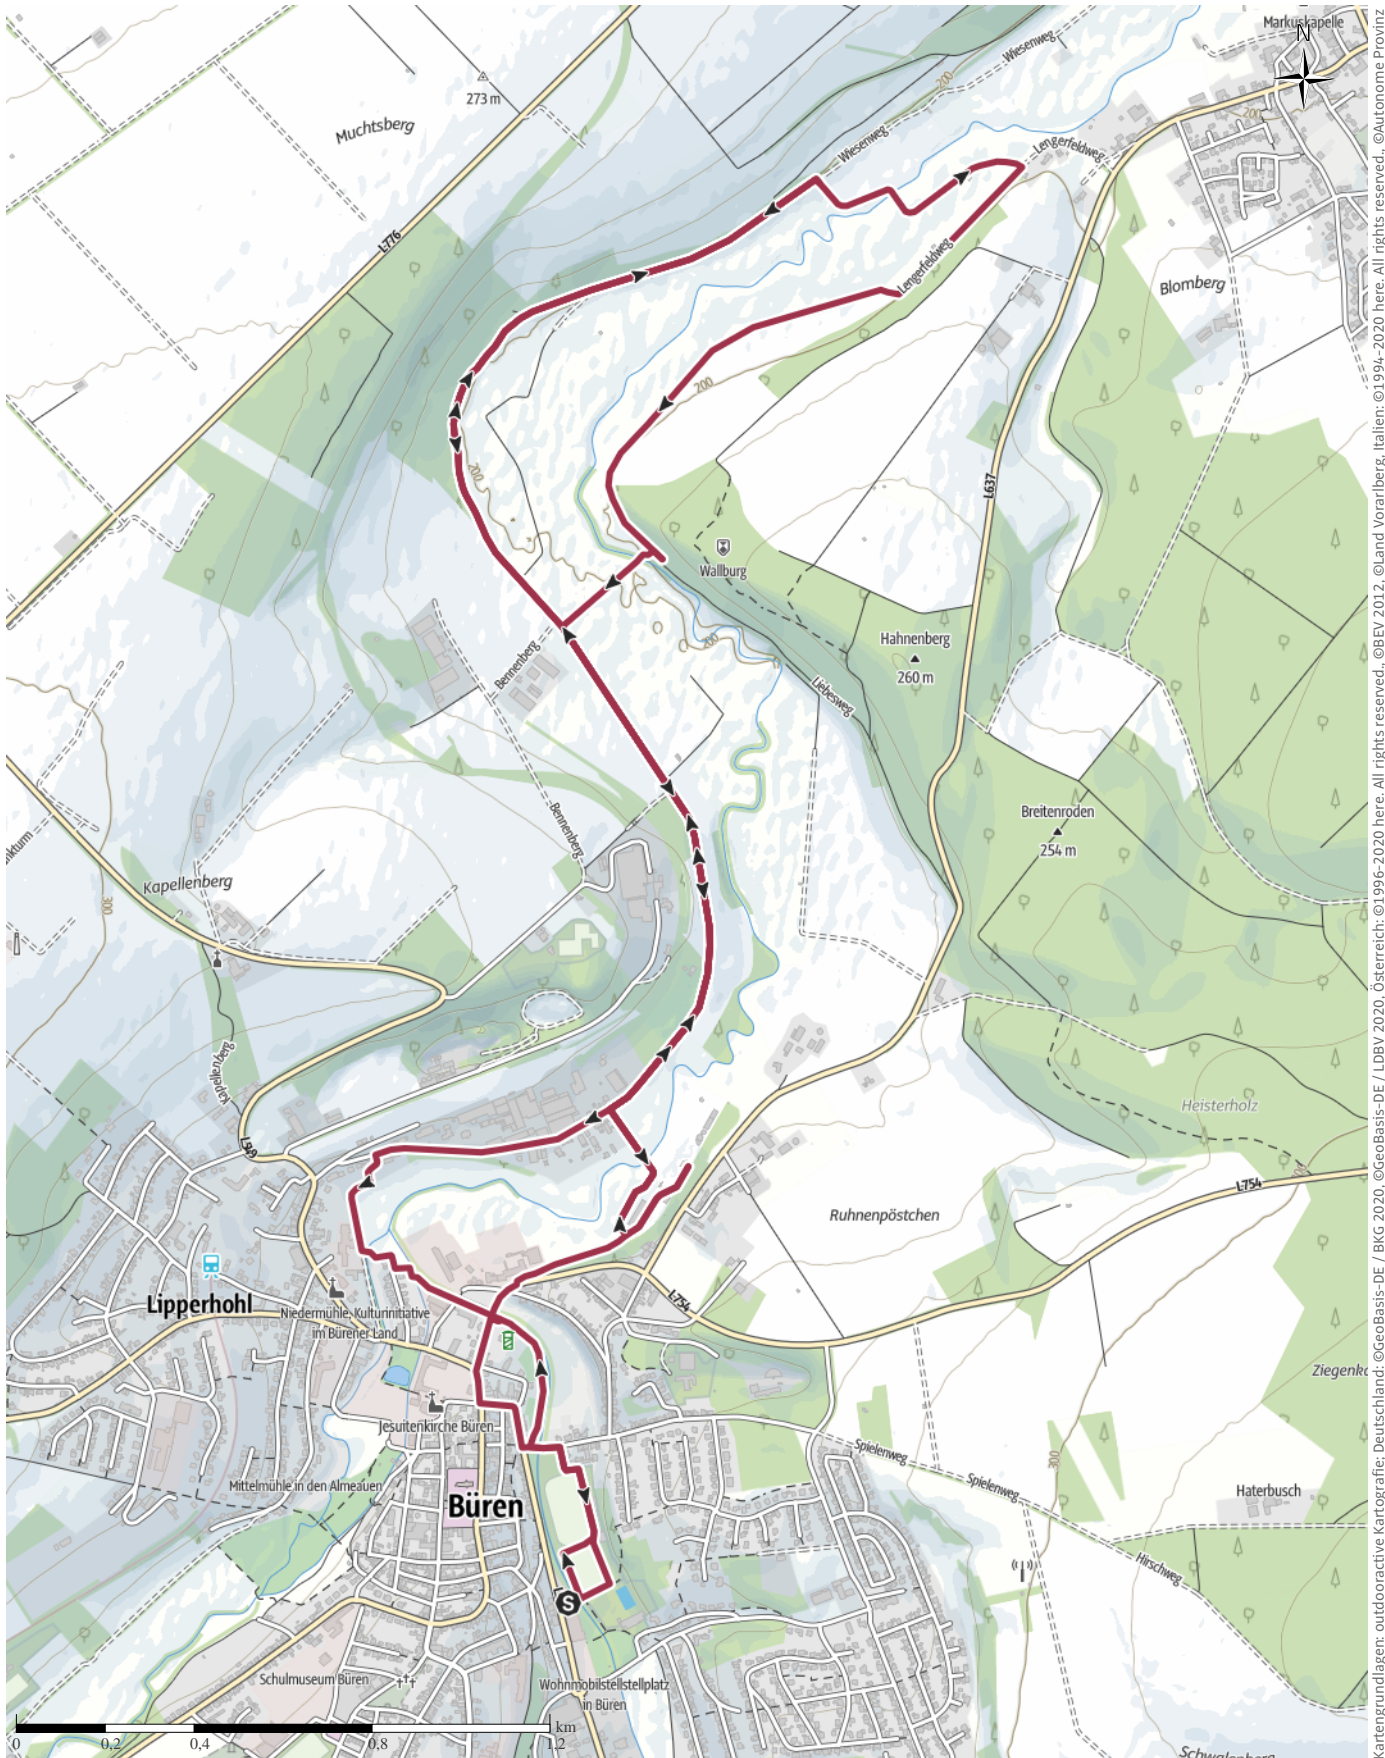 Markuskapelle
N
Wiesenweg
200
273 m
Muchtsberg
Wiesenweg
Lengerfeldweg
200
L776
Lengerfeldweg
Blomberg
200
200
L637
Wallburg
Hahnenberg
260 m
200
Bennenberg
Liebesweg
Bennenberg
Breitenroden
254 m
Kapellenberg
300
Kapellenberg
Heisterholz
L949
L754
Ruhnenpöstchen
Lipperhohl
Niedermühle, Kulturinitiative
im Bürener Land
L754
Ziegenk
Jesuitenkirche Büren
Spielenweg
Mittelmühle in den Almeauen
Büren
Spielenweg
300
Haterbusch
Hirschweg
S
Schulmuseum Büren
Wohnmobilstellstellplatz
in Büren
km
0
0,2
0,4
0,8
1,2
Schwalenberg
artengrundlagen: outdooractive Kartografie; Deutschland: ©GeoBasis-DE / BKG 2020, ©GeoBasis-DE / LDBV 2020, Österreich: ©1996-2020 here. All rights reserved., ©BEV 2012, ©Land Vorarlberg, Italien: ©1994-2020 here. All rights reserved., ©Autonome Provinz